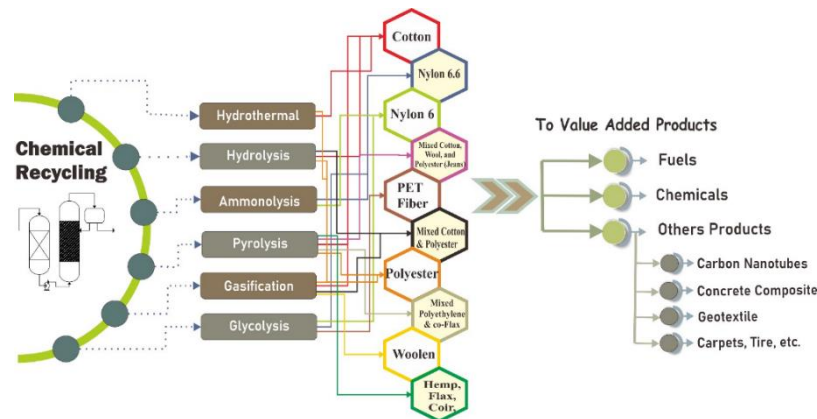 Chemical
Recycling
Hydrothermal
Hydrolysis
Ammonolysis
Pyrolysis
Gasification
Glycolysis
Cotton
Nylon 6.6
Nylon 6
Mixed Cotton,
Wool, and
Polyester (Jeans)
PET
Fiber
Mixed Cotton
& Polyester
Polyester
Mixed
Polyethylene
& co-Flax
Woolen
Hemp,
Flax,
Coir,
To Value Added Products
Fuels
Chemicals
Others Products
Carbon Nanotubes
Concrete Composite
Geotextile
Carpets, Tire, etc.